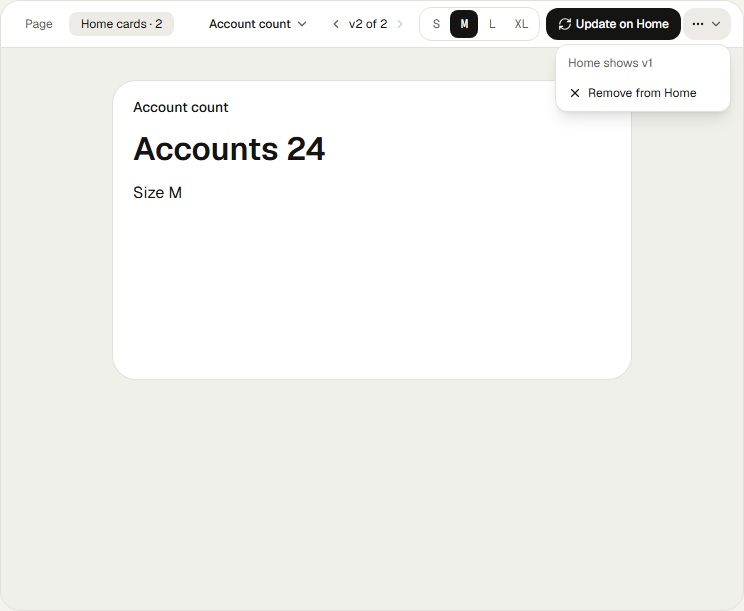 Page Home cards · 2 Account count v2 of 2 S M L XL Update on Home ···
Home shows v1
Remove from Home
Account count
Accounts 24
Size M